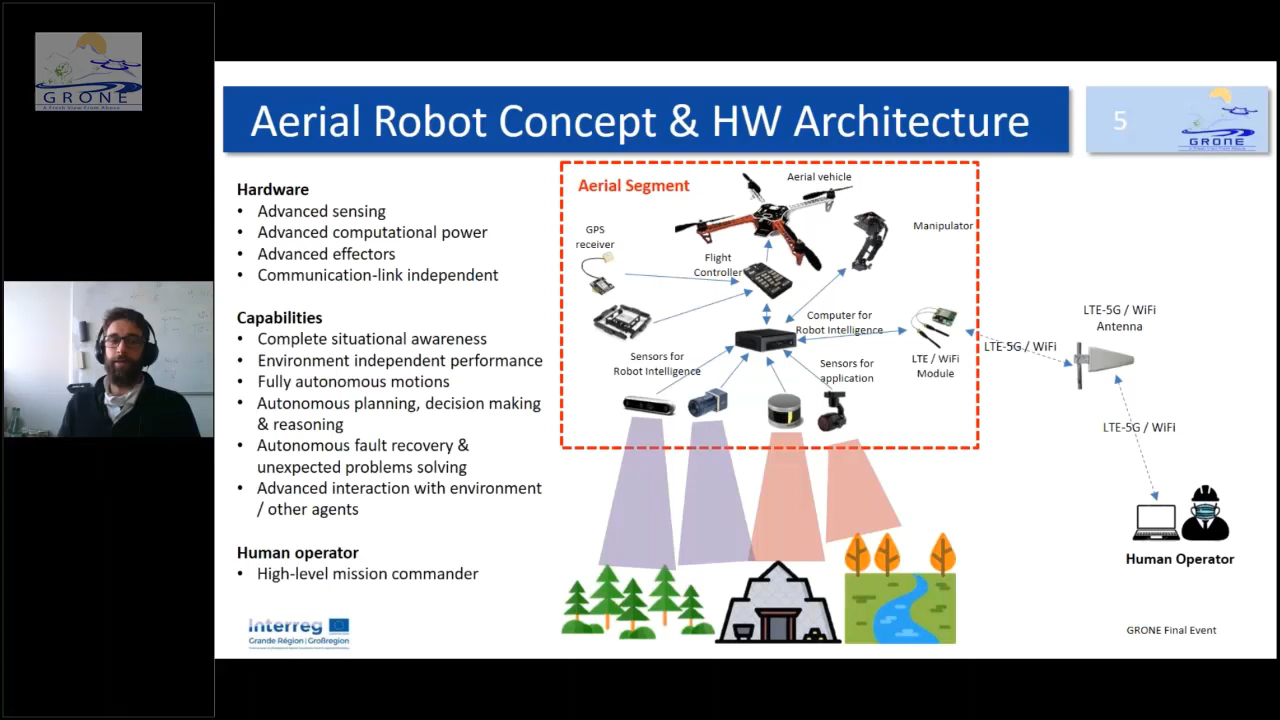 GRONE
A Fresh View From Above
Aerial Robot Concept & HW Architecture
5
GRONE
A Fresh View From Above
Hardware
• Advanced sensing
• Advanced computational power
• Advanced effectors
• Communication-link independent
Capabilities
• Complete situational awareness
• Environment independent performance
• Fully autonomous motions
• Autonomous planning, decision making
& reasoning
• Autonomous fault recovery &
unexpected problems solving
• Advanced interaction with environment
/ other agents
Human operator
• High-level mission commander
Aerial Segment
Aerial vehicle
GPS
receiver
Manipulator
Flight
Controller
Computer for
Robot Intelligence
Sensors for
Robot Intelligence
Sensors for
application
LTE / WiFi
Module
LTE-5G / WiFi
LTE-5G / WiFi
Antenna
LTE-5G / WiFi
Human Operator
Interreg
Grande Région | Großregion
GRONE Final Event